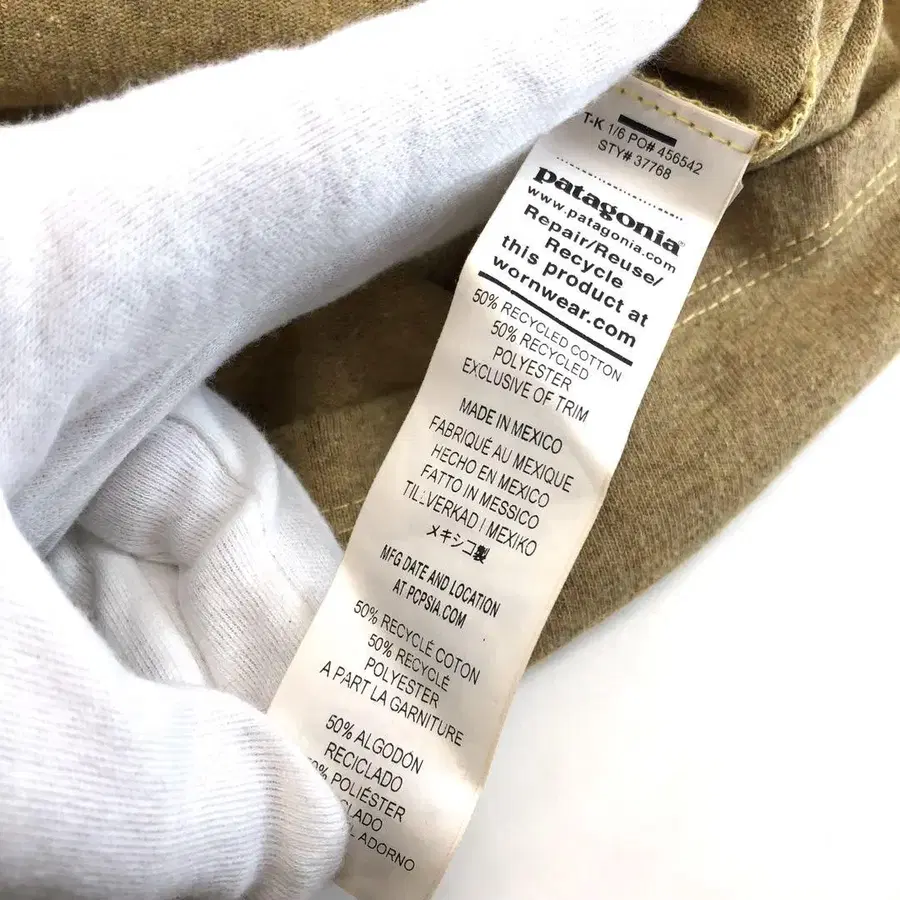 T-K 1/6 PO# 456542
STY# 37768
patagonia®
www.patagonia.com
Repair/Reuse/
Recycle
this product at
wornwear.com
50% RECYCLED COTTON
50% RECYCLED
POLYESTER
EXCLUSIVE OF TRIM
MADE IN MEXICO
FABRIQUÉ AU MEXIQUE
HECHO EN MEXICO
FATTO IN MESSICO
TILLVERKAD I MEXIKO
メキシコ製
MFG DATE AND LOCATION
AT PCPSIA.COM
50% RECYCLÉ COTON
50% RECYCLÉ
POLYESTER
A PART LA GARNITURE
50% ALGODÓN
RECICLADO
POLIÉSTER
ADORNO